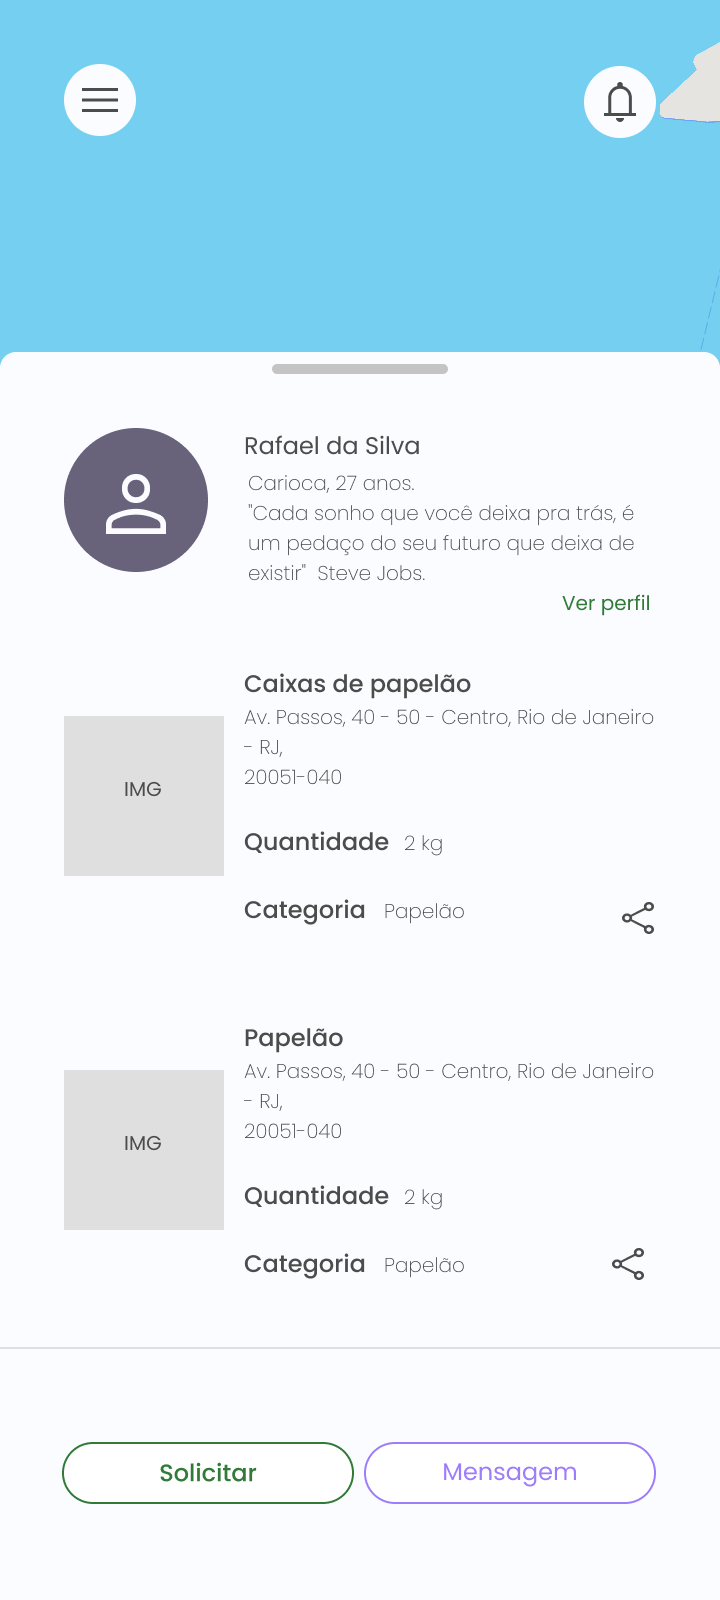 Rafael da Silva
Carioca, 27 anos.
"Cada sonho que você deixa pra trás, é
um pedaço do seu futuro que deixa de
existir"  Steve Jobs.
Ver perfil
Caixas de papelão
Av. Passos, 40 - 50 - Centro, Rio de Janeiro
- RJ,
20051-040
IMG
Quantidade 2 kg
Categoria Papelão
Papelão
Av. Passos, 40 - 50 - Centro, Rio de Janeiro
- RJ,
20051-040
IMG
Quantidade 2 kg
Categoria Papelão
Solicitar
Mensagem